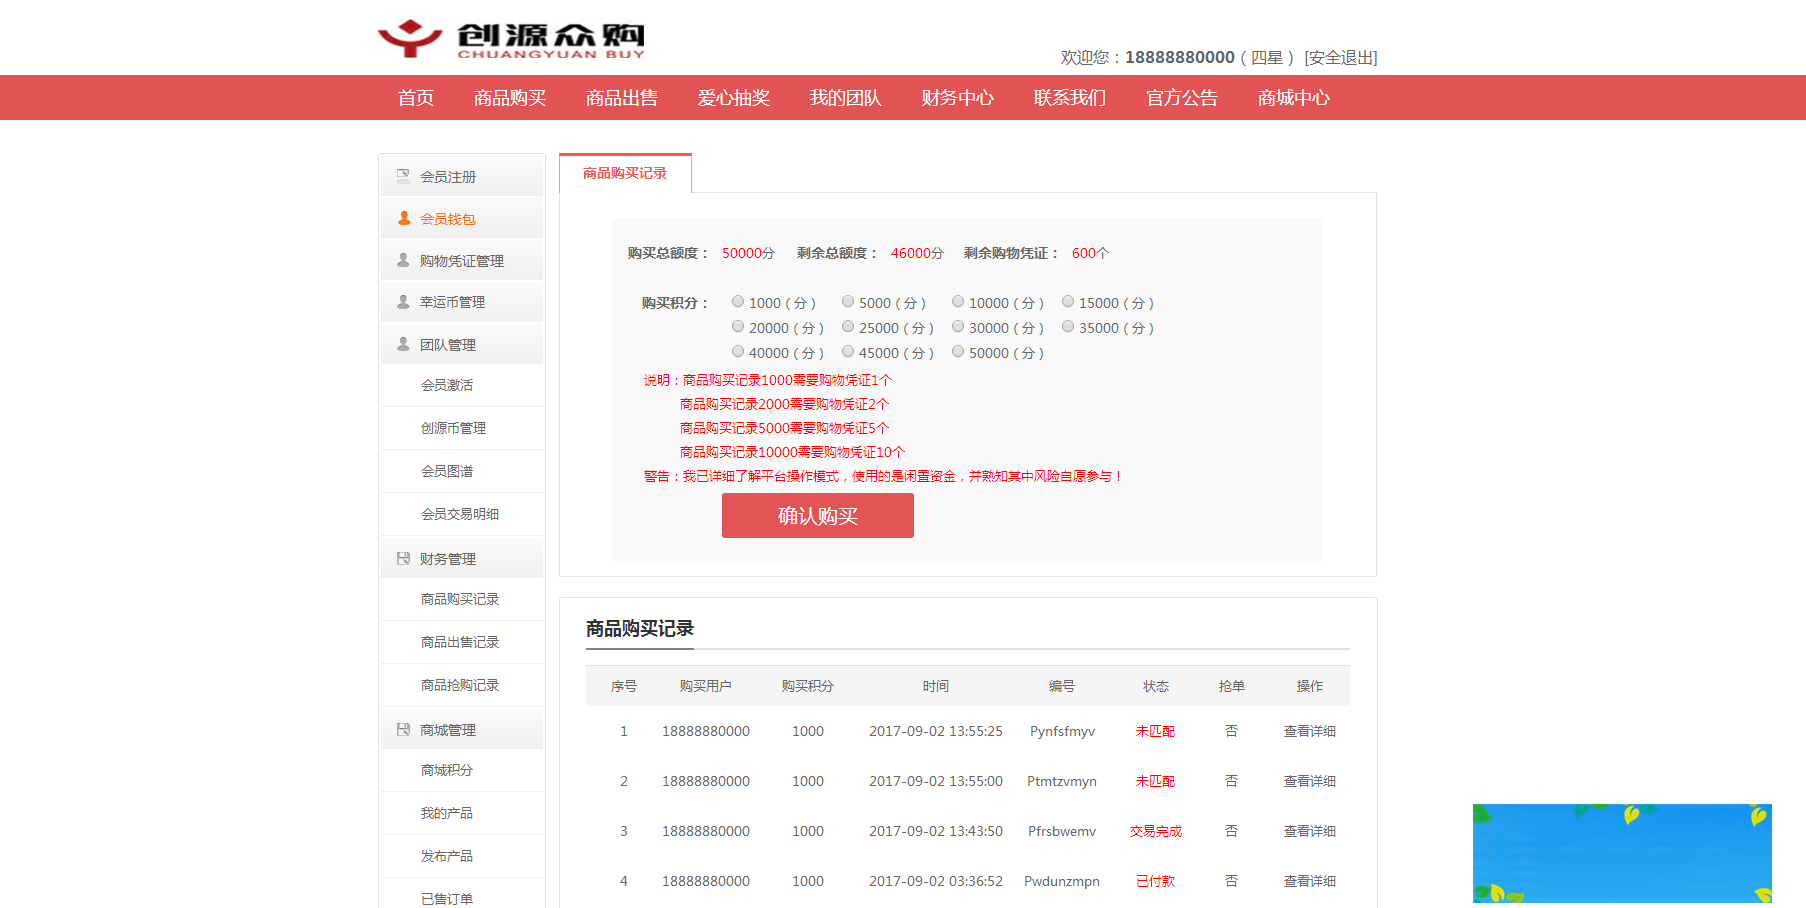 创源众购
CHUANGYUAN BUY
欢迎您：18888880000（四星） [安全退出]
首页 商品购买 商品出售 爱心抽奖 我的团队 财务中心 联系我们 官方公告 商城中心
会员注册
会员钱包
购物凭证管理
幸运币管理
团队管理
会员激活
创源币管理
会员图谱
会员交易明细
财务管理
商品购买记录
商品出售记录
商品抢购记录
商城管理
商城积分
我的产品
发布产品
已售订单
商品购买记录
购买总额度： 50000分 剩余总额度： 46000分 剩余购物凭证： 600个
购买积分： 1000（分） 5000（分） 10000（分） 15000（分）
20000（分） 25000（分） 30000（分） 35000（分）
40000（分） 45000（分） 50000（分）
说明：商品购买记录1000需要购物凭证1个
商品购买记录2000需要购物凭证2个
商品购买记录5000需要购物凭证5个
商品购买记录10000需要购物凭证10个
警告：我已详细了解平台操作模式，使用的是闲置资金，并熟知其中风险自愿参与！
确认购买
商品购买记录
序号 购买用户 购买积分 时间 编号 状态 抢单 操作
1 18888880000 1000 2017-09-02 13:55:25 Pynfsfmyv 未匹配 否 查看详细
2 18888880000 1000 2017-09-02 13:55:00 Ptmtzvmyn 未匹配 否 查看详细
3 18888880000 1000 2017-09-02 13:43:50 Pfrsbwemv 交易完成 否 查看详细
4 18888880000 1000 2017-09-02 03:36:52 Pwdunzmpn 已付款 否 查看详细